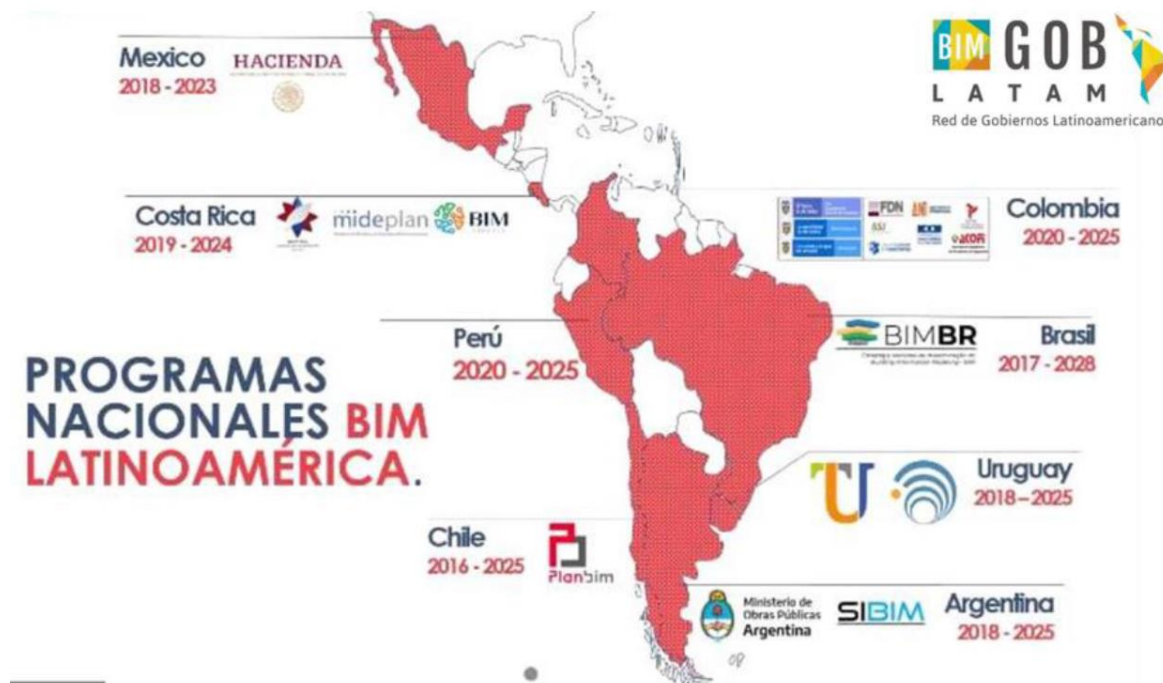 BIM GOB
LATAM
Red de Gobiernos Latinoamericano
Mexico
2018 - 2023
HACIENDA
Costa Rica
2019 - 2024
mideplan
BIM
Colombia
2020 - 2025
FDN
Perú
2020 - 2025
BIMBR
Brasil
2017 - 2028
PROGRAMAS
NACIONALES BIM
LATINOAMÉRICA.
Uruguay
2018 – 2025
Chile
2016 - 2025
Planbim
Ministerio de
Obras Públicas
Argentina
SIBIM
Argentina
2018 - 2025